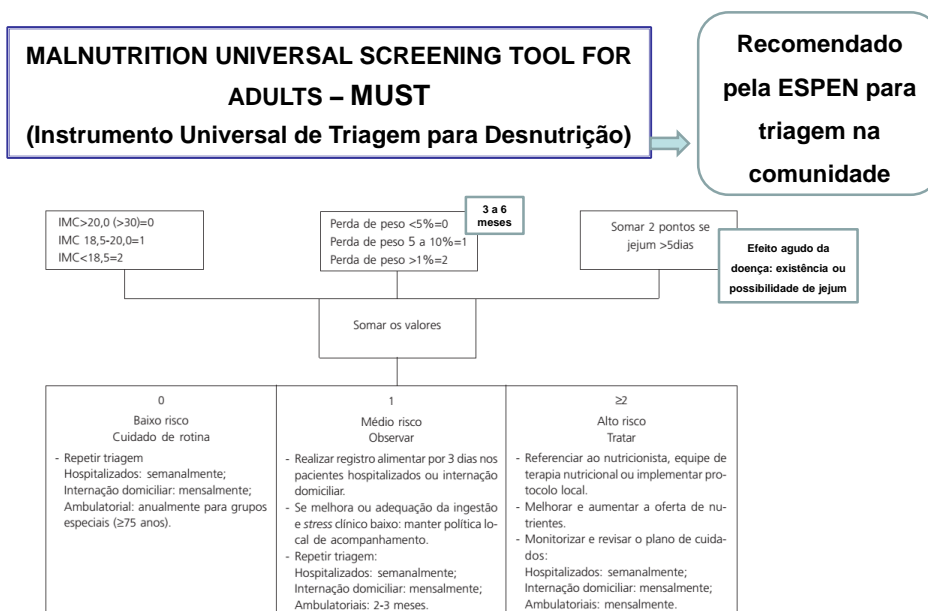 MALNUTRITION UNIVERSAL SCREENING TOOL FOR
ADULTS – MUST
(Instrumento Universal de Triagem para Desnutrição)
Recomendado
pela ESPEN para
triagem na
comunidade
IMC>20,0 (>30)=0
IMC 18,5-20,0=1
IMC<18,5=2
Perda de peso <5%=0
Perda de peso 5 a 10%=1
Perda de peso >1%=2
3 a 6
meses
Somar 2 pontos se
jejum >5dias
Efeito agudo da
doença: existência ou
possibilidade de jejum
Somar os valores
0
Baixo risco
Cuidado de rotina
- Repetir triagem
Hospitalizados: semanalmente;
Internação domiciliar: mensalmente;
Ambulatorial: anualmente para grupos
especiais (≥75 anos).
1
Médio risco
Observar
- Realizar registro alimentar por 3 dias nos
pacientes hospitalizados ou internação
domiciliar.
- Se melhora ou adequação da ingestão
e stress clínico baixo: manter política lo-
cal de acompanhamento.
- Repetir triagem:
Hospitalizados: semanalmente;
Internação domiciliar: mensalmente;
Ambulatoriais: 2-3 meses.
≥2
Alto risco
Tratar
- Referenciar ao nutricionista, equipe de
terapia nutricional ou implementar pro-
tocolo local.
- Melhorar e aumentar a oferta de nu-
trientes.
- Monitorizar e revisar o plano de cuida-
dos:
Hospitalizados: semanalmente;
Internação domiciliar: mensalmente;
Ambulatoriais: mensalmente.